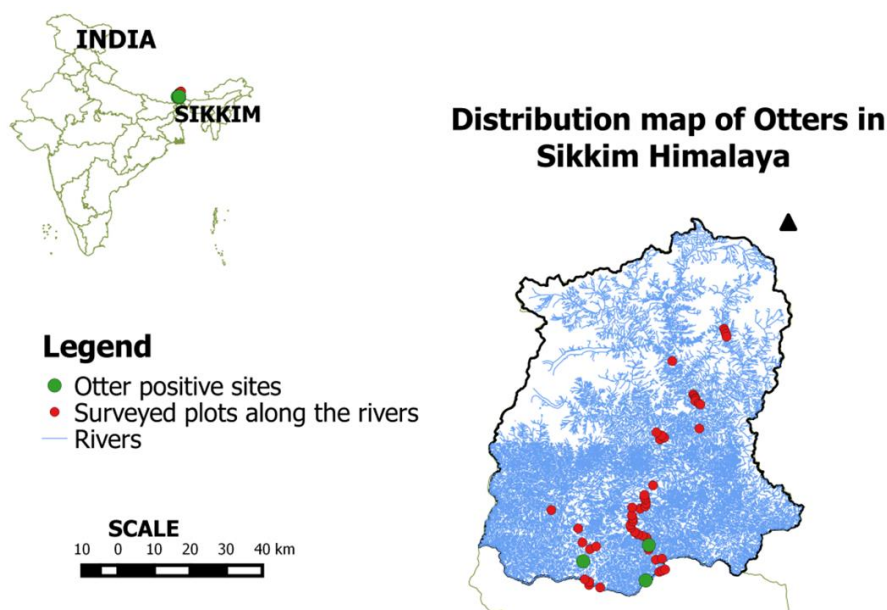 INDIA
SIKKIM
Distribution map of Otters in
Sikkim Himalaya
Legend
Otter positive sites
Surveyed plots along the rivers
Rivers
SCALE
10 0 10 20 30 40 km